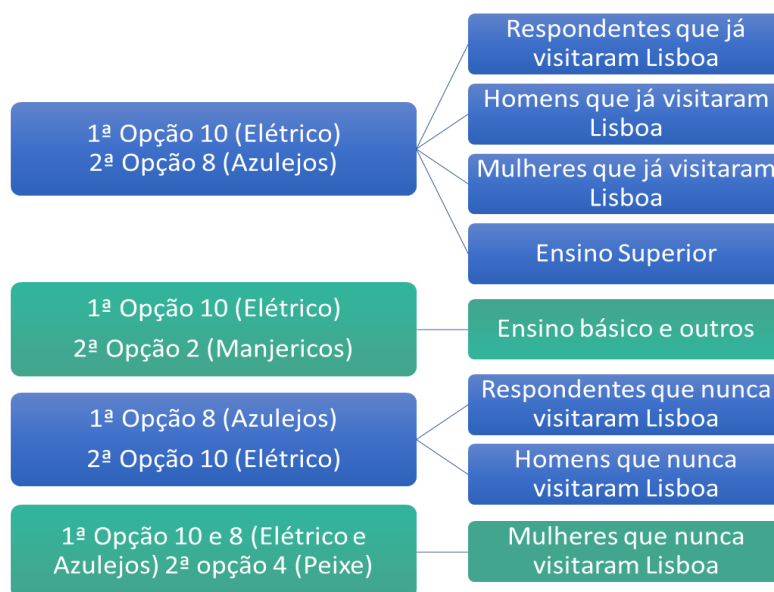 1ª Opção 10 (Elétrico)
2ª Opção 8 (Azulejos)
Respondentes que já
visitaram Lisboa
Homens que já visitaram
Lisboa
Mulheres que já visitaram
Lisboa
Ensino Superior
1ª Opção 10 (Elétrico)
2ª Opção 2 (Manjericos)
Ensino básico e outros
1ª Opção 8 (Azulejos)
2ª Opção 10 (Elétrico)
Respondentes que nunca
visitaram Lisboa
Homens que nunca
visitaram Lisboa
1ª Opção 10 e 8 (Elétrico e
Azulejos) 2ª opção 4 (Peixe)
Mulheres que nunca
visitaram Lisboa